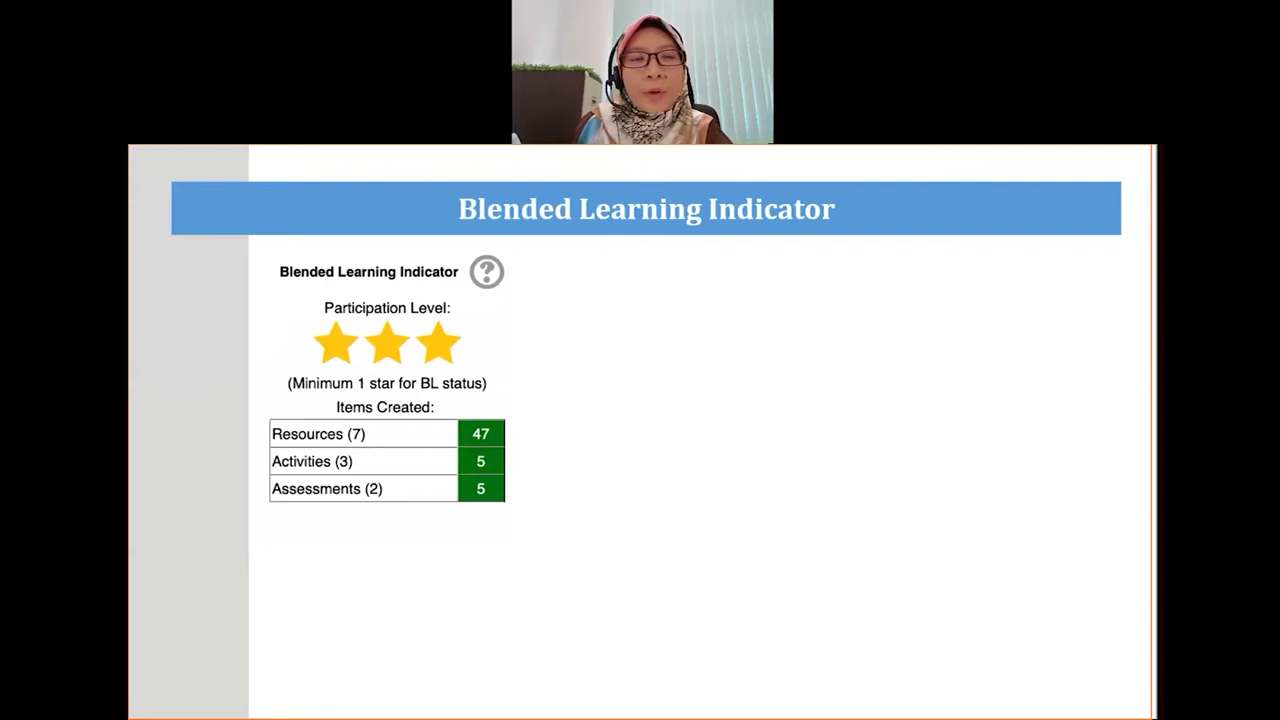 Blended Learning Indicator
Blended Learning Indicator ?
Participation Level:
(Minimum 1 star for BL status)
Items Created:
Resources (7) 47
Activities (3) 5
Assessments (2) 5